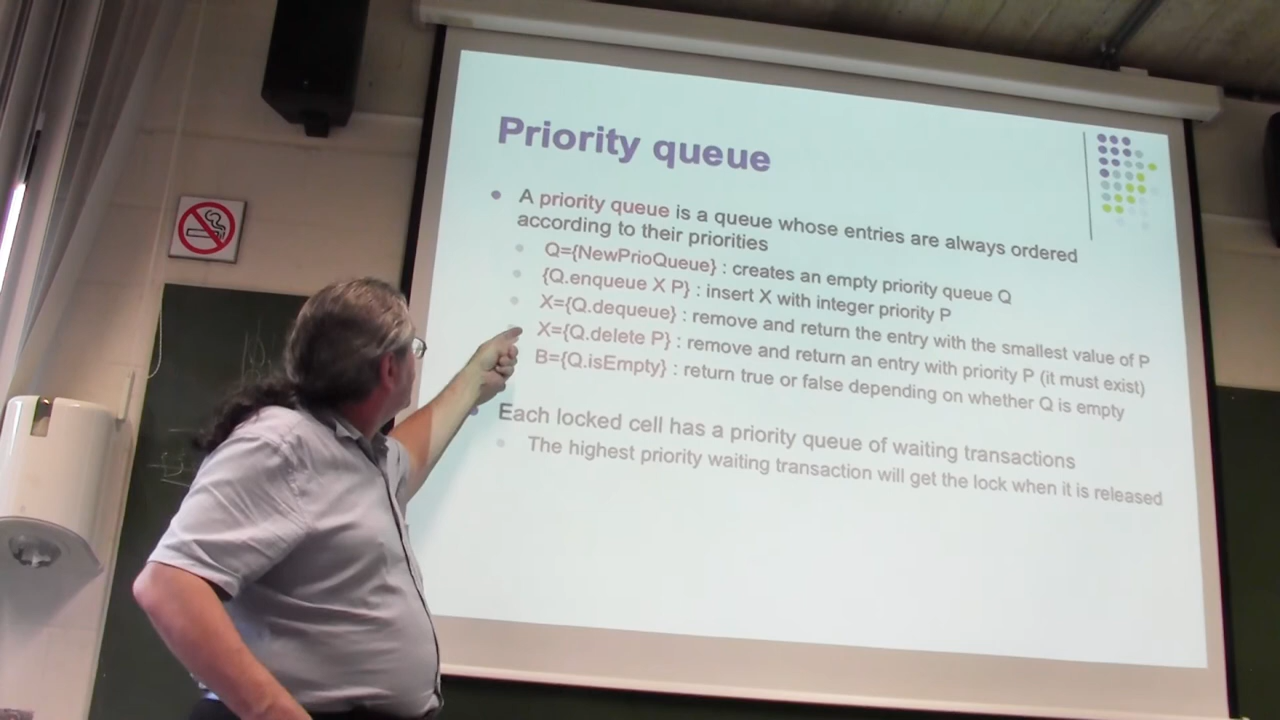 Priority queue
A priority queue is a queue whose entries are always ordered
according to their priorities
Q={NewPrioQueue} : creates an empty priority queue Q
{Q.enqueue X P} : insert X with integer priority P
X={Q.dequeue} : remove and return the entry with the smallest value of P
X={Q.delete P} : remove and return an entry with priority P (it must exist)
B={Q.isEmpty} : return true or false depending on whether Q is empty
Each locked cell has a priority queue of waiting transactions
The highest priority waiting transaction will get the lock when it is released